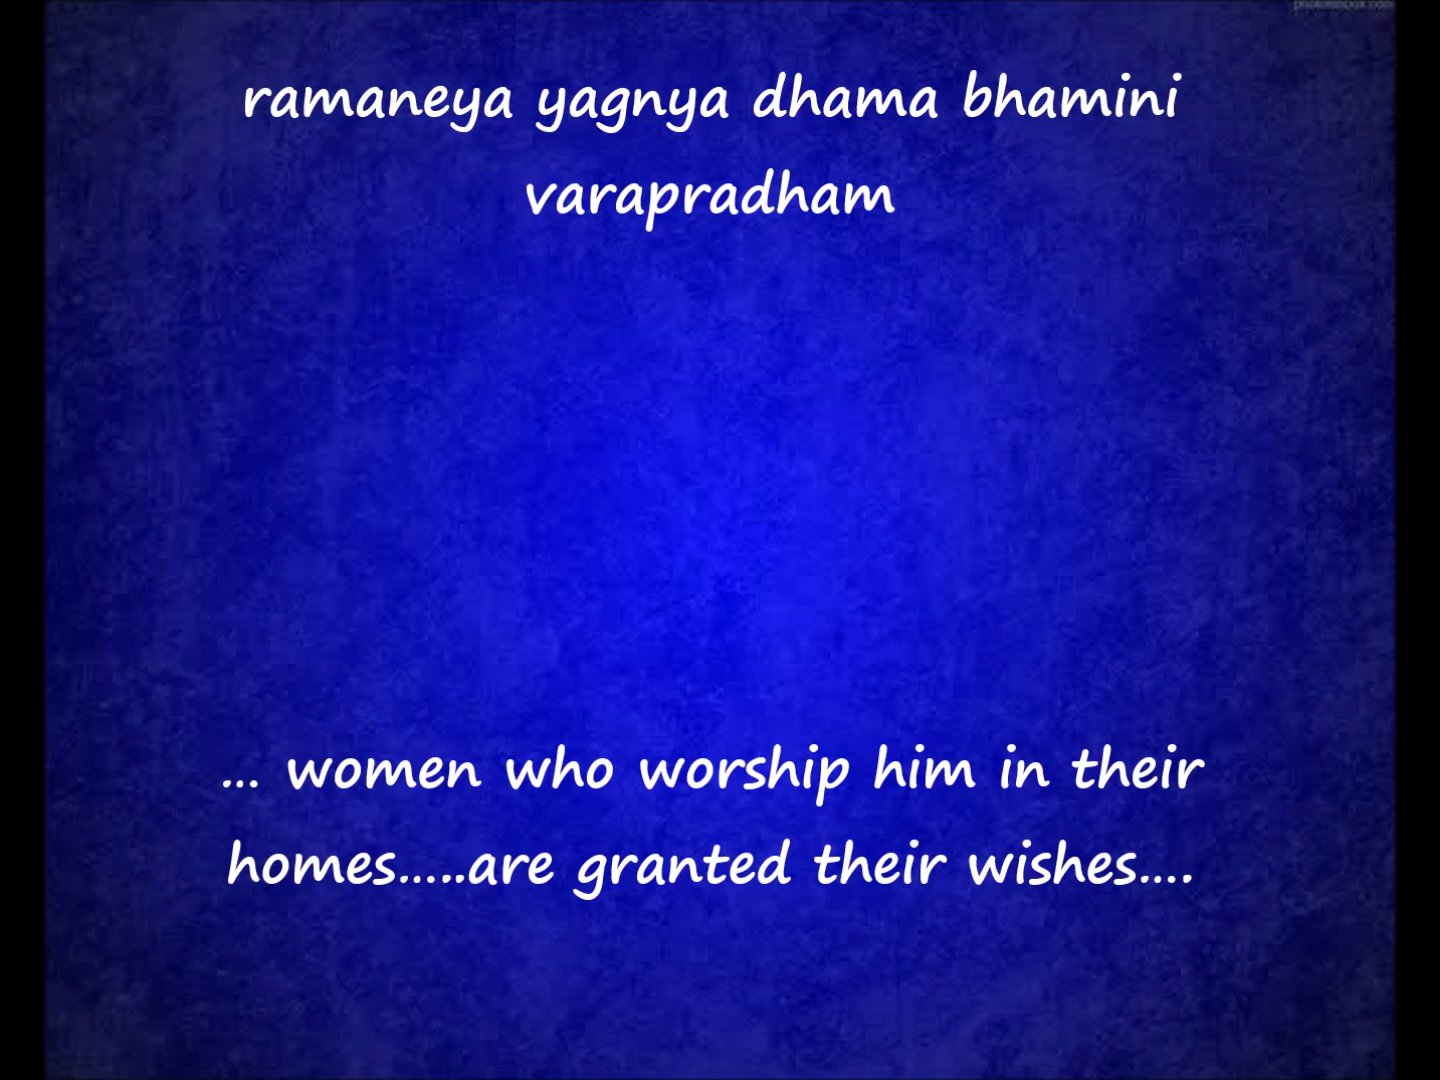 ramaneya yagnya dhama bhamini
varapradham
... women who worship him in their
homes.....are granted their wishes....